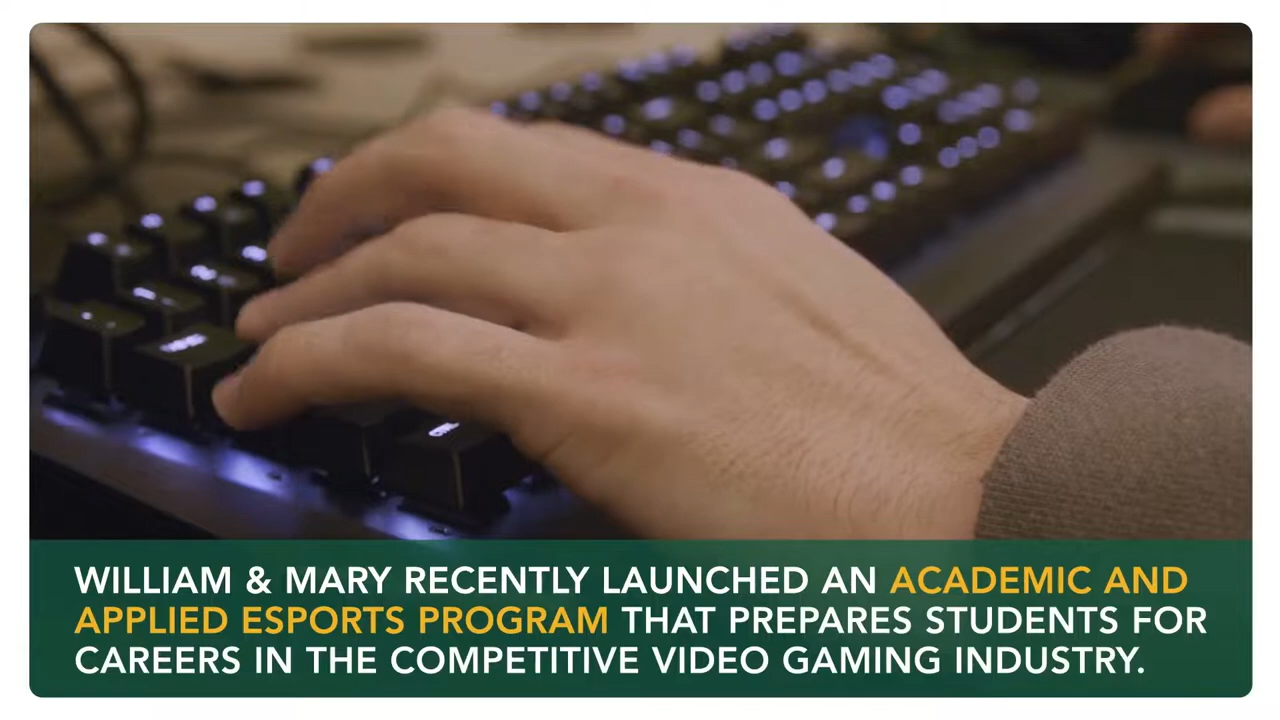 WILLIAM & MARY RECENTLY LAUNCHED AN ACADEMIC AND
APPLIED ESPORTS PROGRAM THAT PREPARES STUDENTS FOR
CAREERS IN THE COMPETITIVE VIDEO GAMING INDUSTRY.